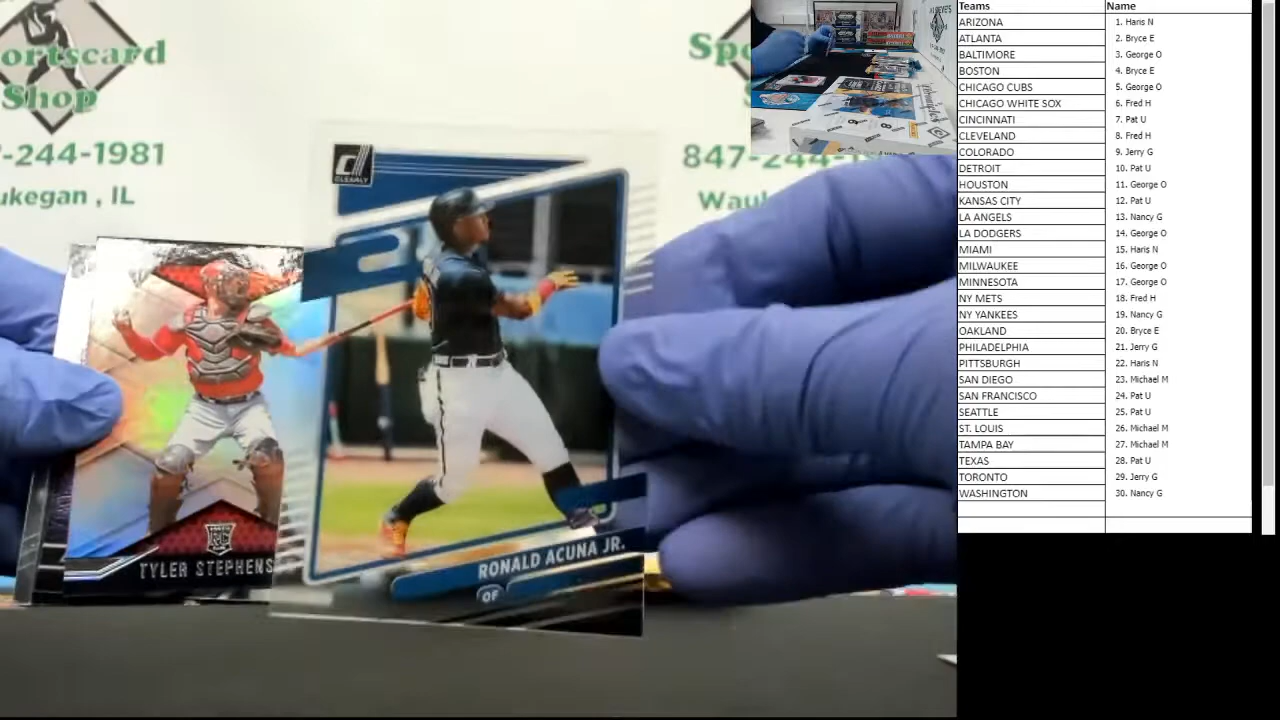 Sp
ortscard
Shop
-244-1981
ukegan , IL
847-244-1
Wau
CLEARLY
RONALD ACUNA JR.
OF
RC
TYLER STEPHENS
Teams Name
ARIZONA 1. Haris N
ATLANTA 2. Bryce E
BALTIMORE 3. George O
BOSTON 4. Bryce E
CHICAGO CUBS 5. George O
CHICAGO WHITE SOX 6. Fred H
CINCINNATI 7. Pat U
CLEVELAND 8. Fred H
COLORADO 9. Jerry G
DETROIT 10. Pat U
HOUSTON 11. George O
KANSAS CITY 12. Pat U
LA ANGELS 13. Nancy G
LA DODGERS 14. George O
MIAMI 15. Haris N
MILWAUKEE 16. George O
MINNESOTA 17. George O
NY METS 18. Fred H
NY YANKEES 19. Nancy G
OAKLAND 20. Bryce E
PHILADELPHIA 21. Jerry G
PITTSBURGH 22. Haris N
SAN DIEGO 23. Michael M
SAN FRANCISCO 24. Pat U
SEATTLE 25. Pat U
ST. LOUIS 26. Michael M
TAMPA BAY 27. Michael M
TEXAS 28. Pat U
TORONTO 29. Jerry G
WASHINGTON 30. Nancy G